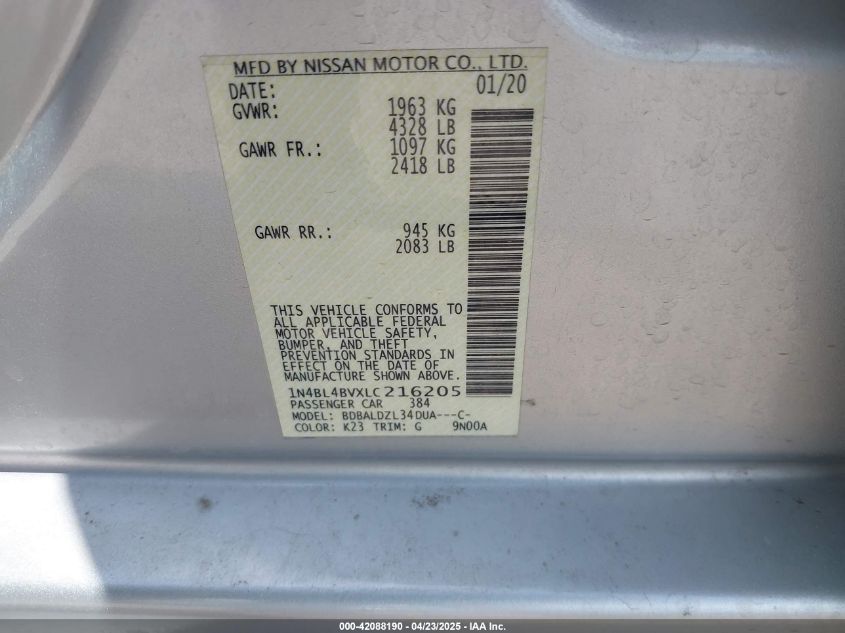 MFD BY NISSAN MOTOR CO., LTD.
DATE: 01/20
GVWR: 1963 KG
4328 LB
GAWR FR.: 1097 KG
2418 LB
GAWR RR.: 945 KG
2083 LB
THIS VEHICLE CONFORMS TO
ALL APPLICABLE FEDERAL
MOTOR VEHICLE SAFETY,
BUMPER, AND THEFT
PREVENTION STANDARDS IN
EFFECT ON THE DATE OF
MANUFACTURE SHOWN ABOVE.
1N4BL4BVXLC216205
PASSENGER CAR 384
MODEL: BDBALDZL34DUA---C-
COLOR: K23 TRIM: G 9N00A
000-42088190 - 04/23/2025 - IAA Inc.